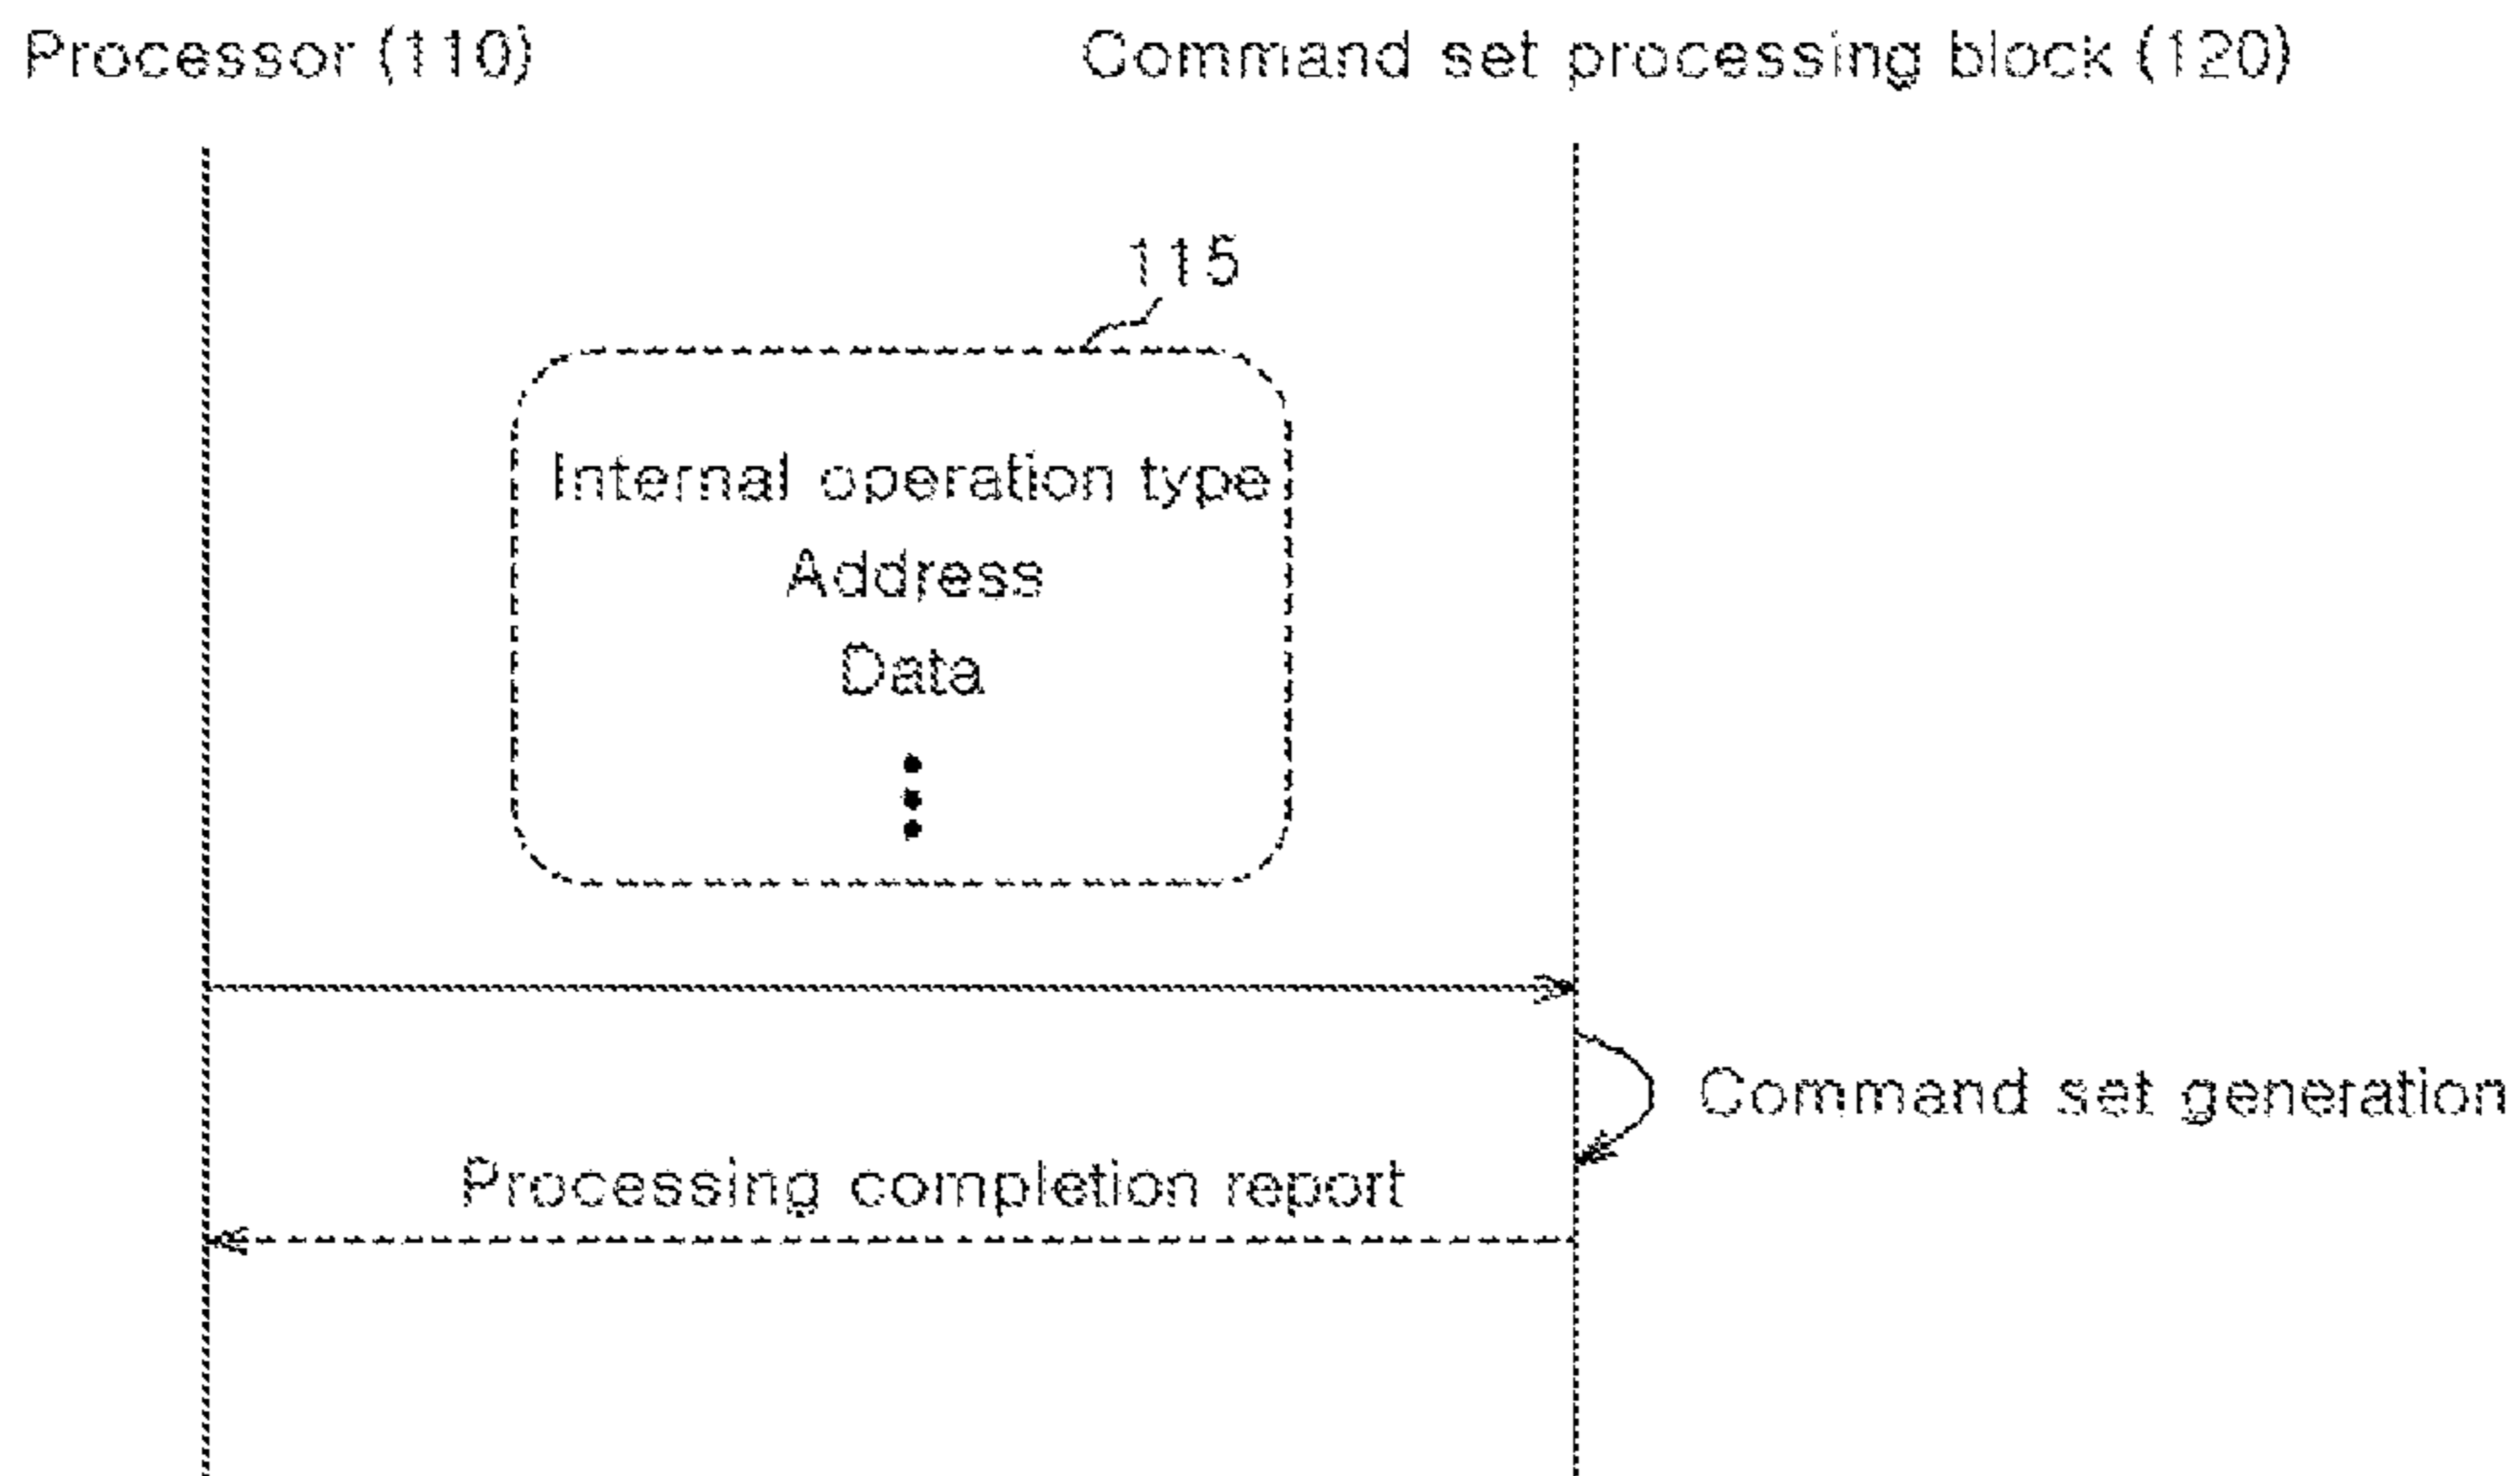 Processor (110)
Command set processing block (120)
115
Internal operation type
Address
Data
Command set generation
Processing completion report